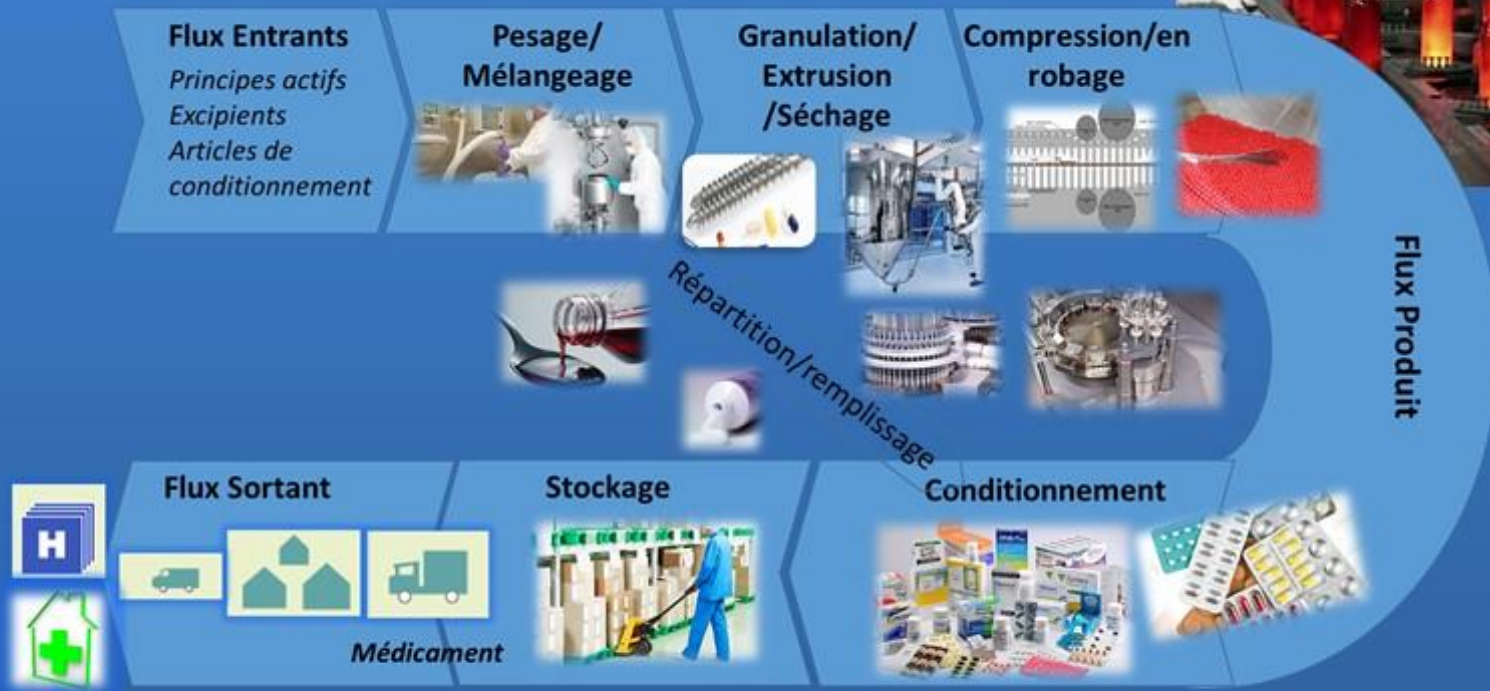 Flux Entrants
Principes actifs
Excipients
Articles de
conditionnement
Pesage/
Mélangeage
Granulation/
Extrusion
/Séchage
Compression/en
robage
Répartition/remplissage
Flux Produit
Flux Sortant
Stockage
Conditionnement
H
Médicament